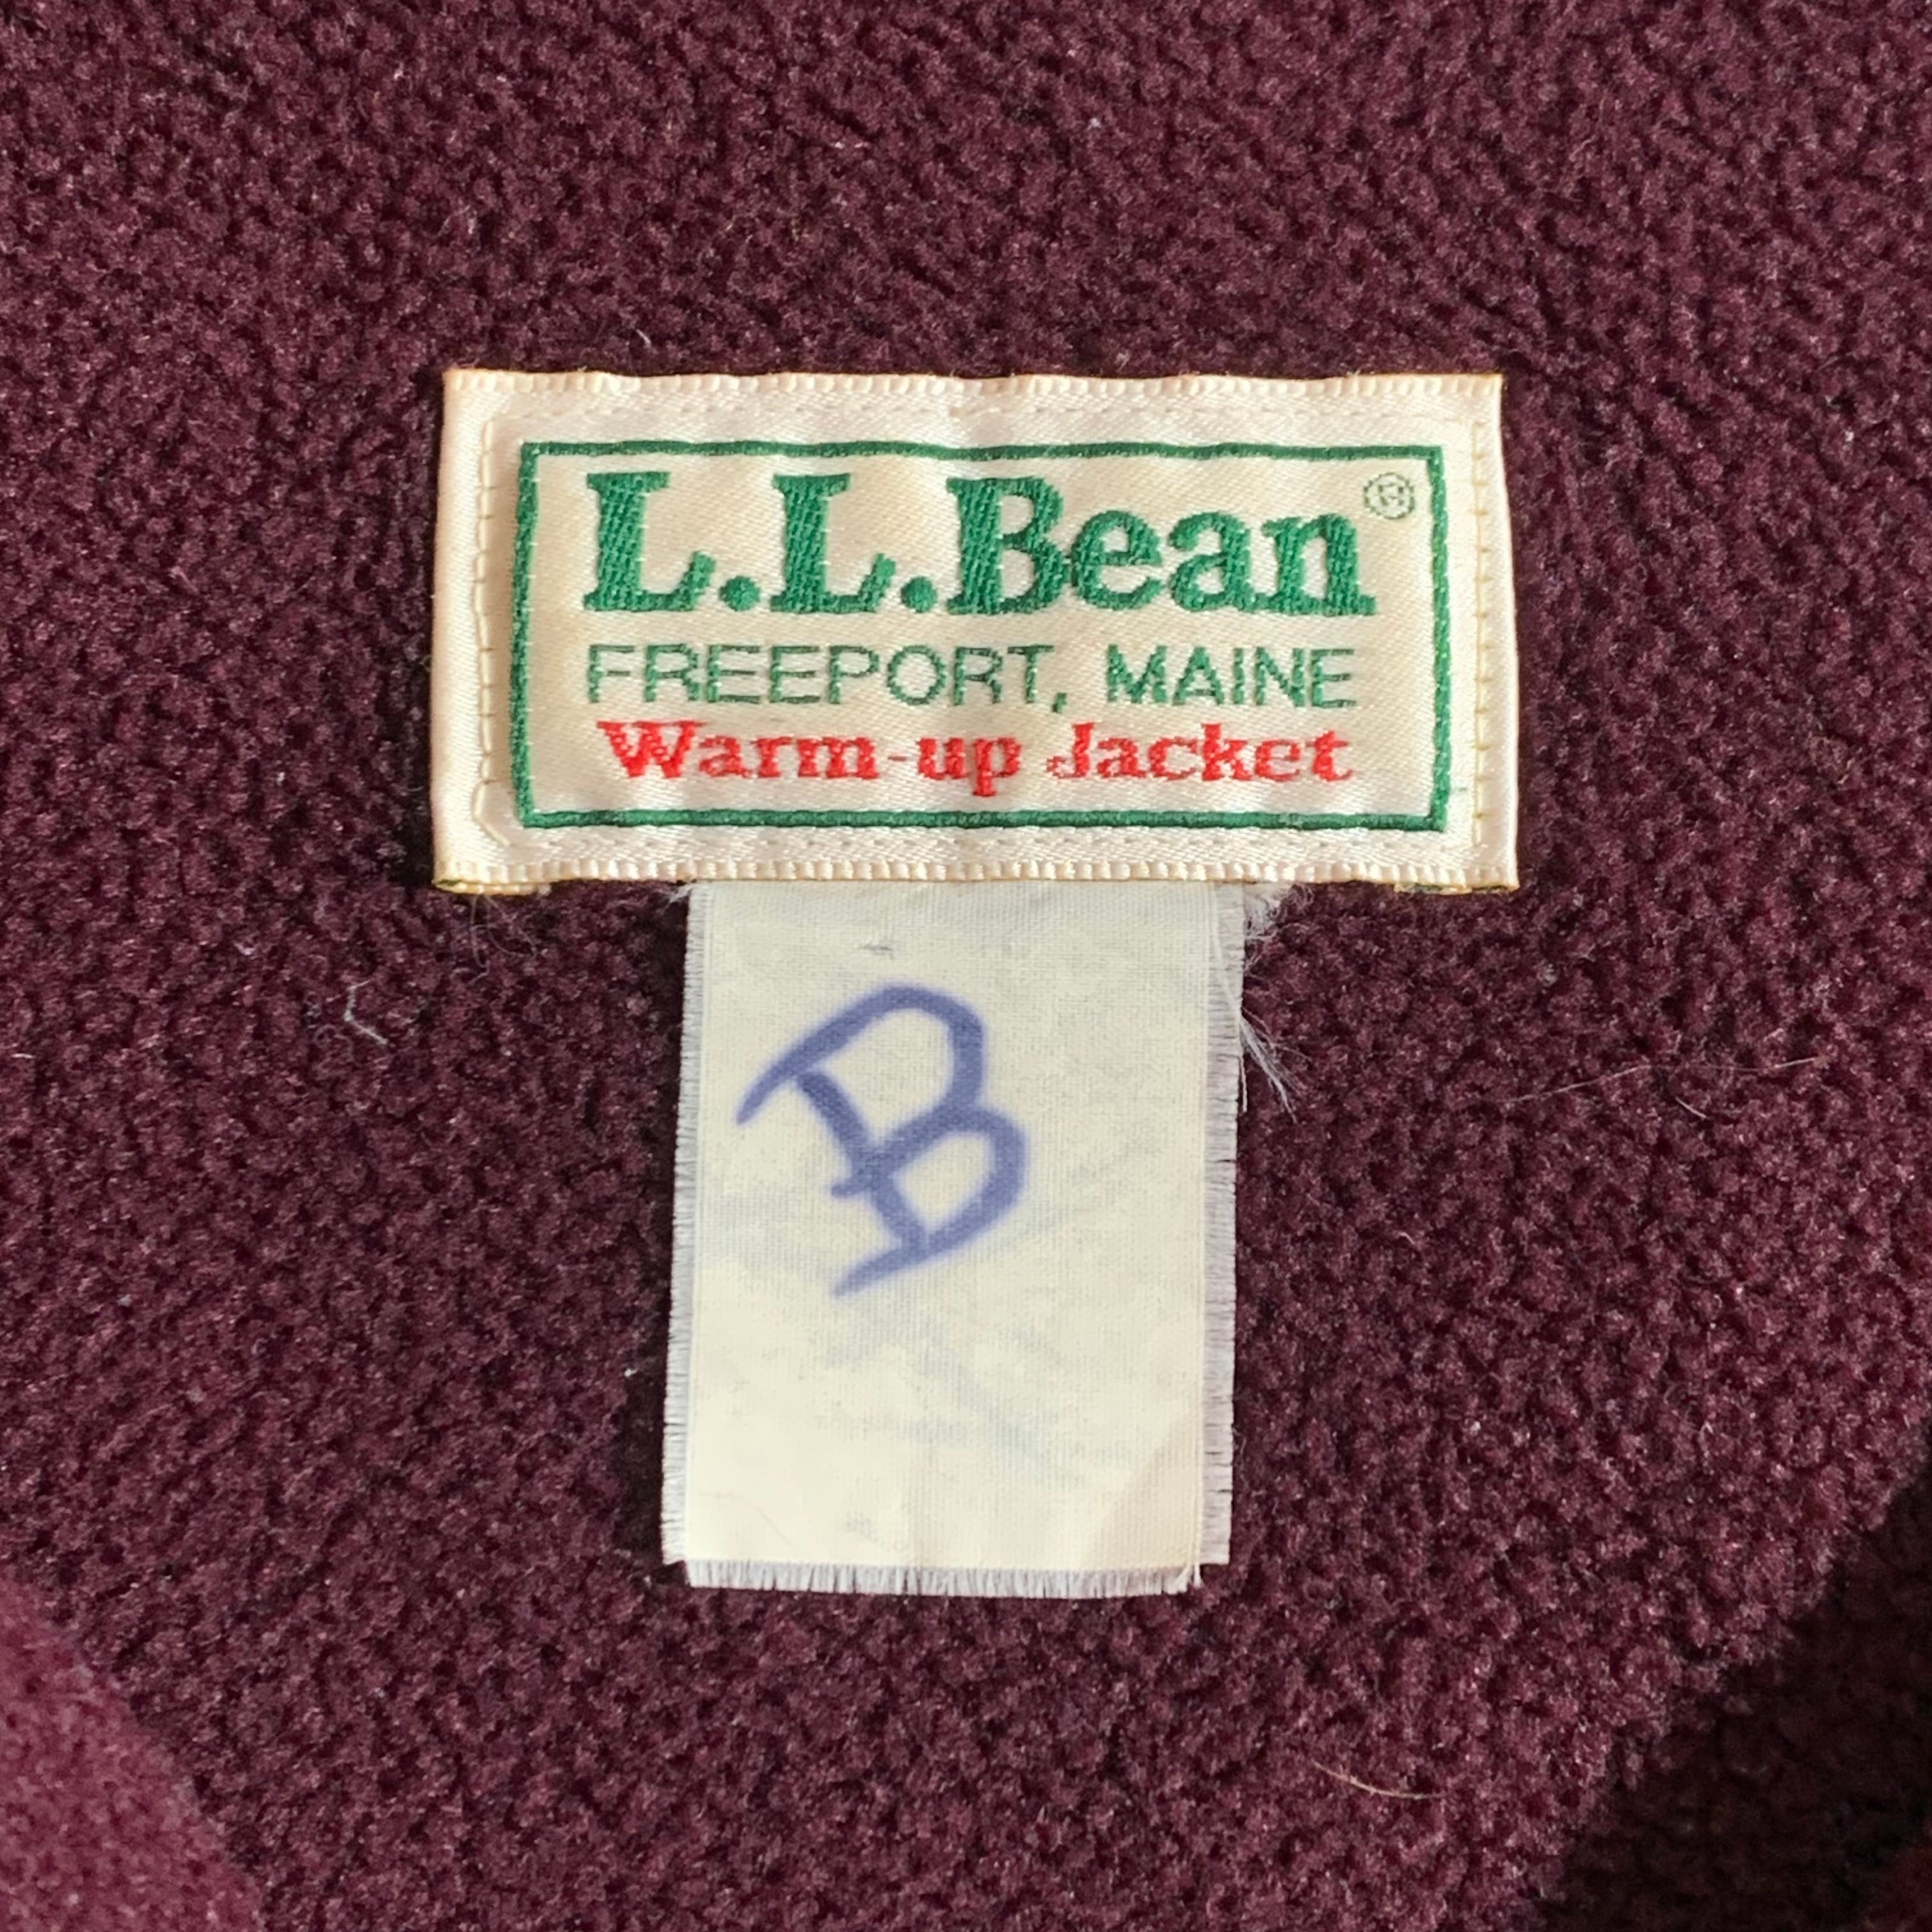 L.L.Bean®
FREEPORT, MAINE
Warm-up Jacket
B